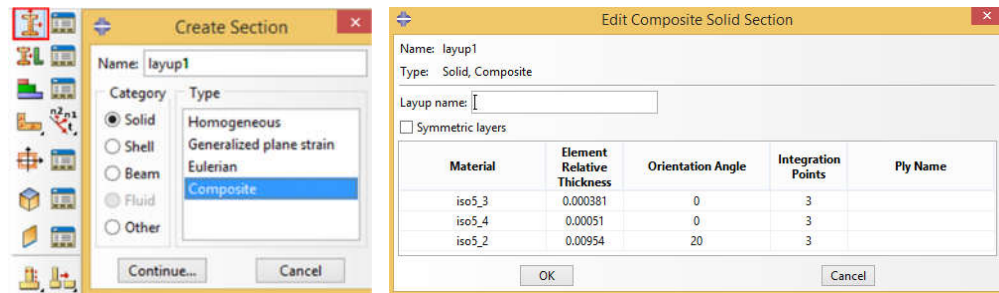 Create Section
Name: layup1
Category Type
Solid
Shell
Beam
Fluid
Other
Homogeneous
Generalized plane strain
Eulerian
Composite
Continue... Cancel
n2 n1
t
Edit Composite Solid Section
Name: layup1
Type: Solid, Composite
Layup name:
Symmetric layers
Material Element Relative Thickness Orientation Angle Integration Points Ply Name
iso5_3 0.000381 0 3
iso5_4 0.00051 0 3
iso5_2 0.00954 20 3
OK Cancel